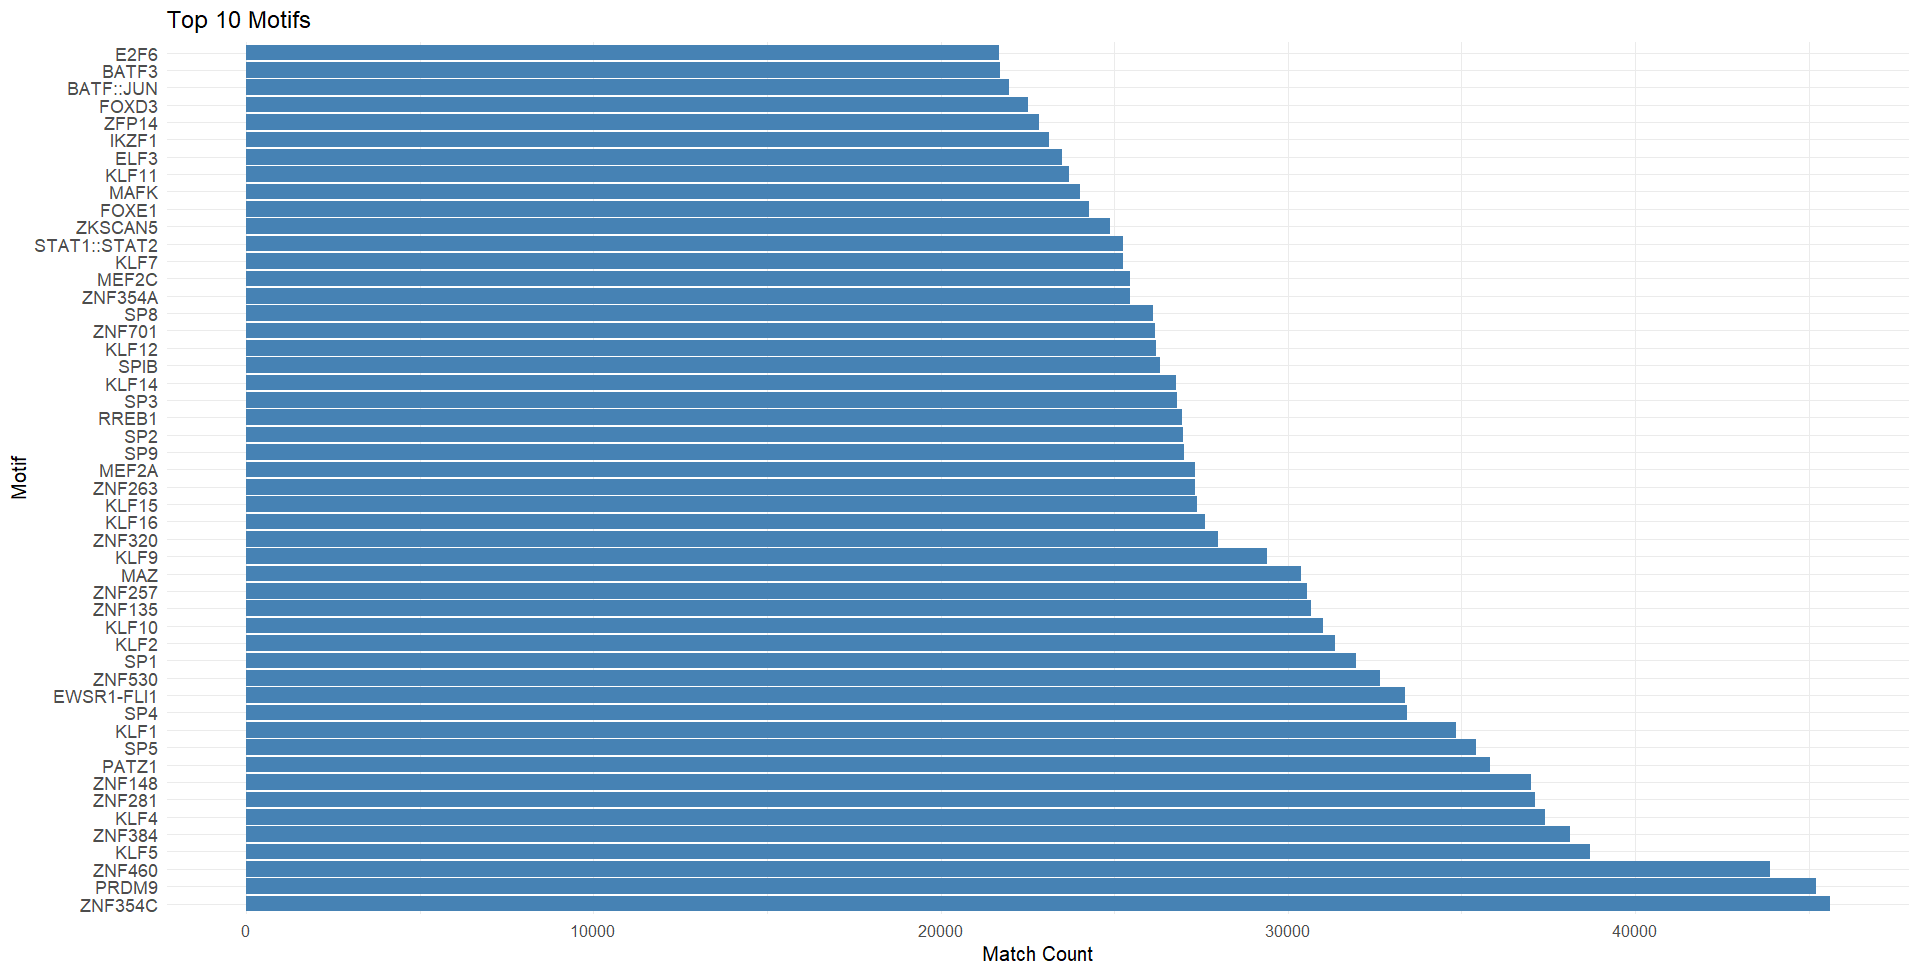 Top 10 Motifs
E2F6
BATF3
BATF::JUN
FOXD3
ZFP14
IKZF1
ELF3
KLF11
MAFK
FOXE1
ZKSCAN5
STAT1::STAT2
KLF7
MEF2C
ZNF354A
SP8
ZNF701
KLF12
SPIB
KLF14
SP3
RREB1
SP2
SP9
MEF2A
ZNF263
KLF15
KLF16
ZNF320
KLF9
MAZ
ZNF257
ZNF135
KLF10
KLF2
SP1
ZNF530
EWSR1-FLI1
SP4
KLF1
SP5
PATZ1
ZNF148
ZNF281
KLF4
ZNF384
KLF5
ZNF460
PRDM9
ZNF354C
Motif
0 10000 20000 30000 40000
Match Count